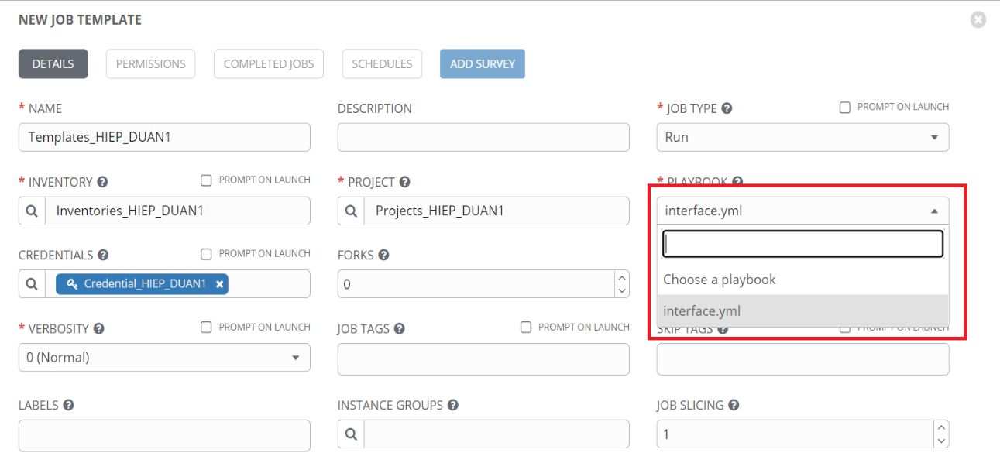 NEW JOB TEMPLATE
DETAILS PERMISSIONS COMPLETED JOBS SCHEDULES ADD SURVEY
* NAME DESCRIPTION * JOB TYPE PROMPT ON LAUNCH
Templates_HIEP_DUAN1 Run
* INVENTORY PROMPT ON LAUNCH * PROJECT * PLAYBOOK
Inventories_HIEP_DUAN1 Projects_HIEP_DUAN1 interface.yml
CREDENTIALS PROMPT ON LAUNCH FORKS
Choose a playbook
Credential_HIEP_DUAN1 0
interface.yml
* VERBOSITY PROMPT ON LAUNCH JOB TAGS PROMPT ON LAUNCH SKIP TAGS PROMPT ON LAUNCH
0 (Normal)
LABELS INSTANCE GROUPS JOB SLICING
1